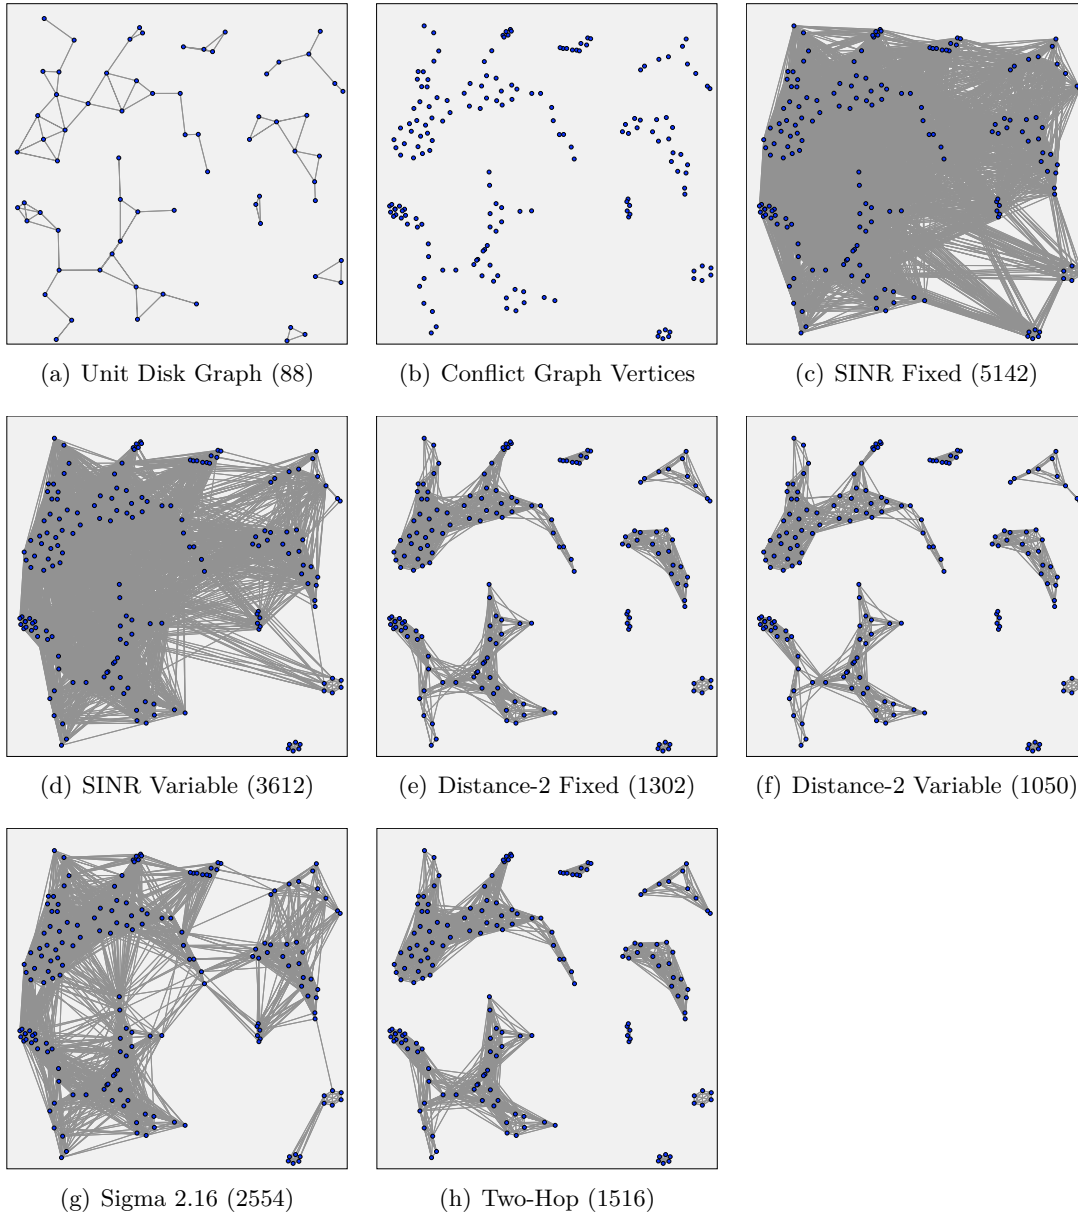 (a) Unit Disk Graph (88)
(b) Conflict Graph Vertices
(c) SINR Fixed (5142)
(d) SINR Variable (3612)
(e) Distance-2 Fixed (1302)
(f) Distance-2 Variable (1050)
(g) Sigma 2.16 (2554)
(h) Two-Hop (1516)